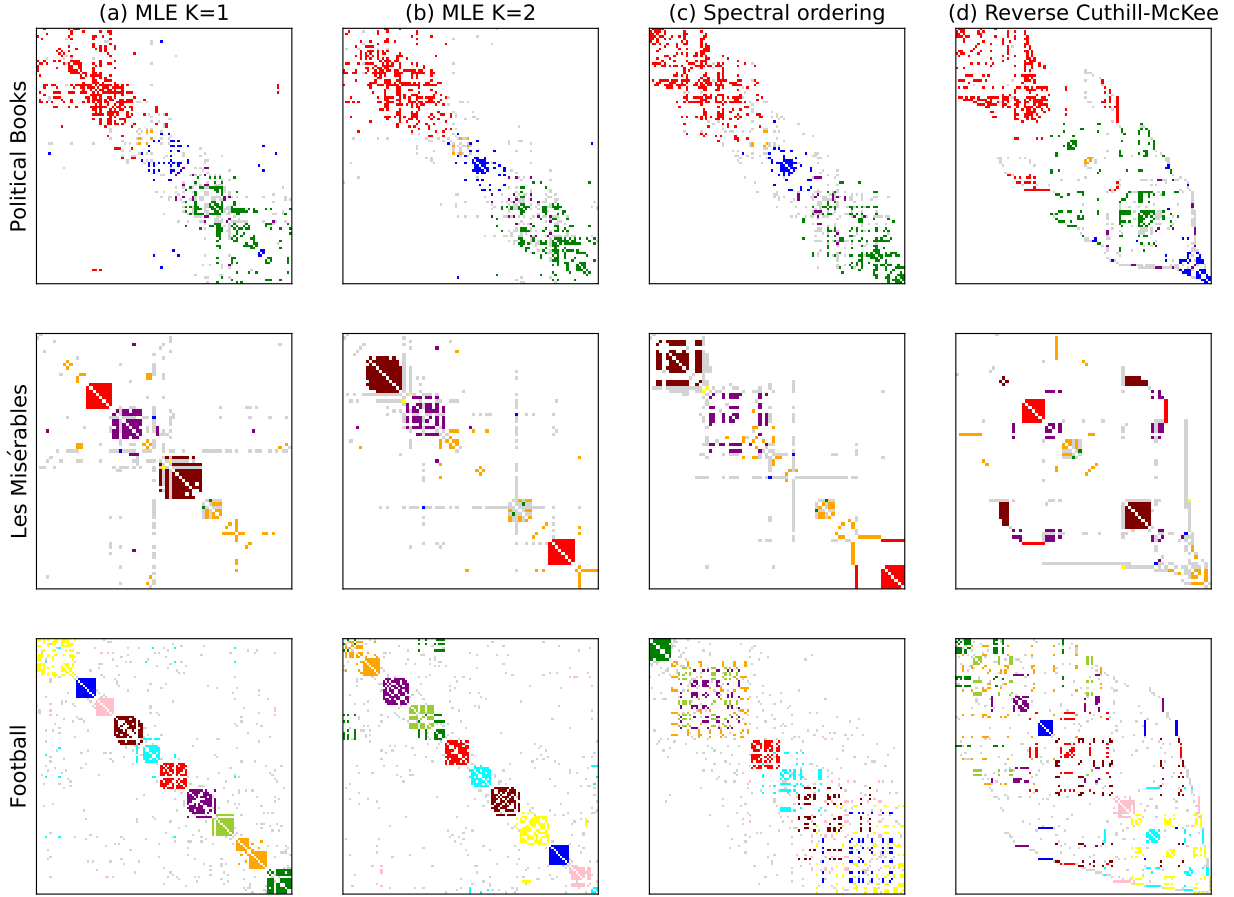 (a) MLE K=1
(b) MLE K=2
(c) Spectral ordering
(d) Reverse Cuthill-McKee
Political Books
Les Misérables
Football